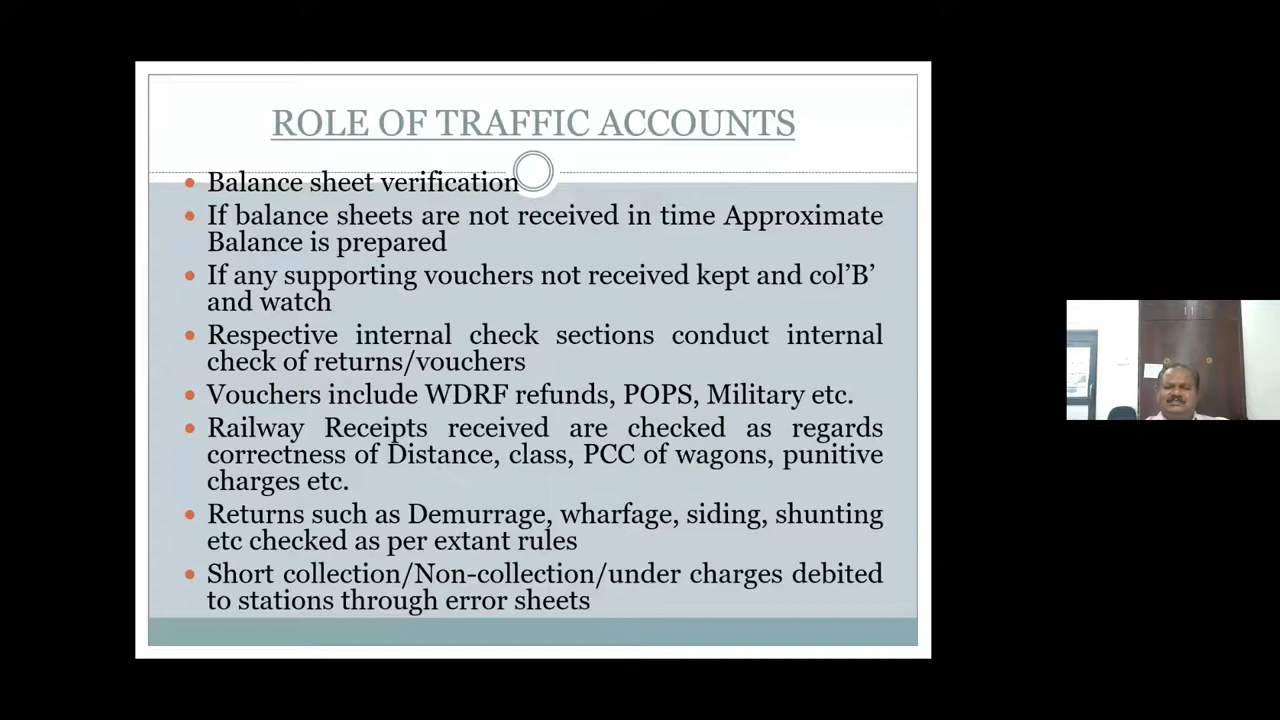 ROLE OF TRAFFIC ACCOUNTS
Balance sheet verification
If balance sheets are not received in time Approximate
Balance is prepared
If any supporting vouchers not received kept and col’B’
and watch
Respective internal check sections conduct internal
check of returns/vouchers
Vouchers include WDRF refunds, POPS, Military etc.
Railway Receipts received are checked as regards
correctness of Distance, class, PCC of wagons, punitive
charges etc.
Returns such as Demurrage, wharfage, siding, shunting
etc checked as per extant rules
Short collection/Non-collection/under charges debited
to stations through error sheets